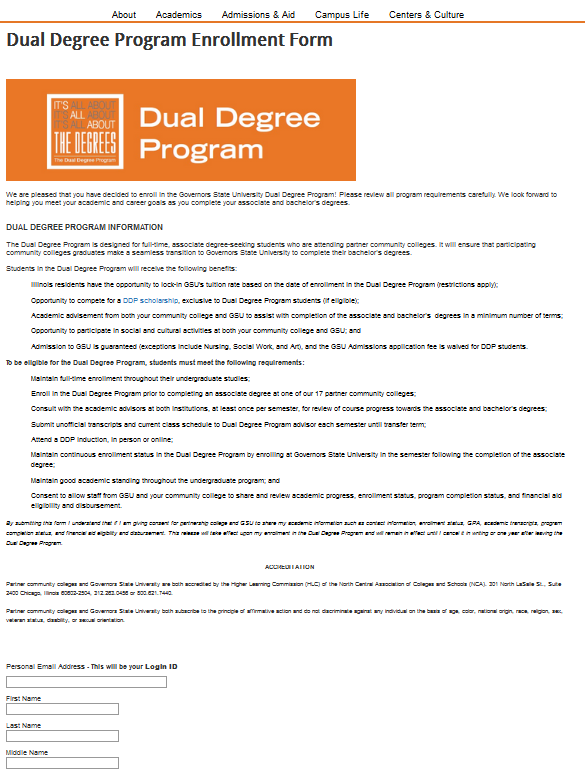 About Academics Admissions & Aid Campus Life Centers & Culture
Dual Degree Program Enrollment Form
IT'S ALL ABOUT
IT'S ALL ABOUT
IT'S ALL ABOUT
THE DEGREES
The Dual Degree Program
Dual Degree
Program
We are pleased that you have decided to enroll in the Governors State University Dual Degree Program! Please review all program requirements carefully. We look forward to
helping you meet your academic and career goals as you complete your associate and bachelor's degrees.
DUAL DEGREE PROGRAM INFORMATION
The Dual Degree Program is designed for full-time, associate degree-seeking students who are attending partner community colleges. It will ensure that participating
community colleges graduates make a seamless transition to Governors State University to complete their bachelor's degrees.
Students in the Dual Degree Program will receive the following benefits:
Illinois residents have the opportunity to lock-in GSU's tuition rate based on the date of enrollment in the Dual Degree Program (restrictions apply);
Opportunity to compete for a DDP scholarship, exclusive to Dual Degree Program students (if eligible);
Academic advisement from both your community college and GSU to assist with completion of the associate and bachelor's degrees in a minimum number of terms;
Opportunity to participate in social and cultural activities at both your community college and GSU; and
Admission to GSU is guaranteed (exceptions include Nursing, Social Work, and Art), and the GSU Admissions application fee is waived for DDP students.
To be eligible for the Dual Degree Program, students must meet the following requirements:
Maintain full-time enrollment throughout their undergraduate studies;
Enroll in the Dual Degree Program prior to completing an associate degree at one of our 17 partner community colleges;
Consult with the academic advisors at both institutions, at least once per semester, for review of course progress towards the associate and bachelor's degrees;
Submit unofficial transcripts and current class schedule to Dual Degree Program advisor each semester until transfer term;
Attend a DDP Induction, in person or online;
Maintain continuous enrollment status in the Dual Degree Program by enrolling at Governors State University in the semester following the completion of the associate
degree;
Maintain good academic standing throughout the undergraduate program; and
Consent to allow staff from GSU and your community college to share and review academic progress, enrollment status, program completion status, and financial aid
eligibility and disbursement.
By submitting this form I understand that if I am giving consent for partnership college and GSU to share my academic information such as contact information, enrollment status, GPA, academic transcripts, program
completion status, and financial aid eligibility and disbursement. This release will take effect upon my enrollment in the Dual Degree Program and will remain in effect until I cancel it in writing or one year after leaving the
Dual Degree Program.
ACCREDITATION
Partner community colleges and Governors State University are both accredited by the Higher Learning Commission (HLC) of the North Central Association of Colleges and Schools (NCA). 301 North LaSalle St., Suite
2400 Chicago, Illinois 60602-2504, 312.263.0456 or 800.621.7440.
Partner community colleges and Governors State University both subscribe to the principle of affirmative action and do not discriminate against any individual on the basis of age, color, national origin, race, religion, sex,
veteran status, disability, or sexual orientation.
Personal Email Address - This will be your Login ID
First Name
Last Name
Middle Name